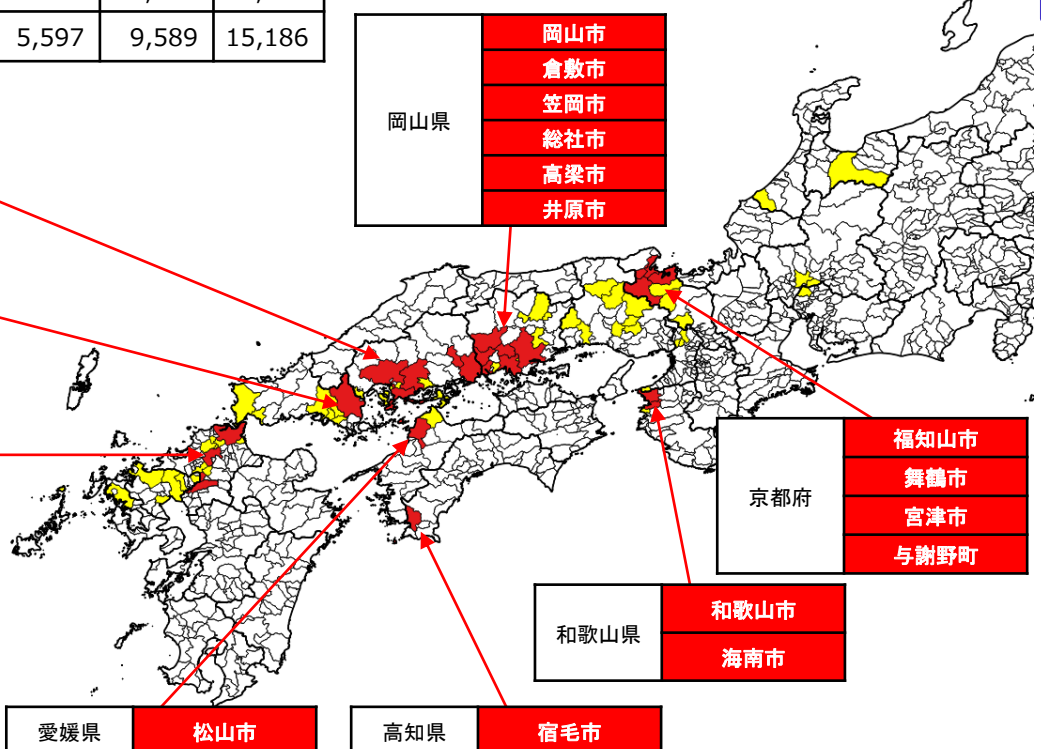 5,597 9,589 15,186
岡山県
岡山市
倉敷市
笠岡市
総社市
高梁市
井原市
京都府
福知山市
舞鶴市
宮津市
与謝野町
和歌山県
和歌山市
海南市
愛媛県 松山市
高知県 宿毛市